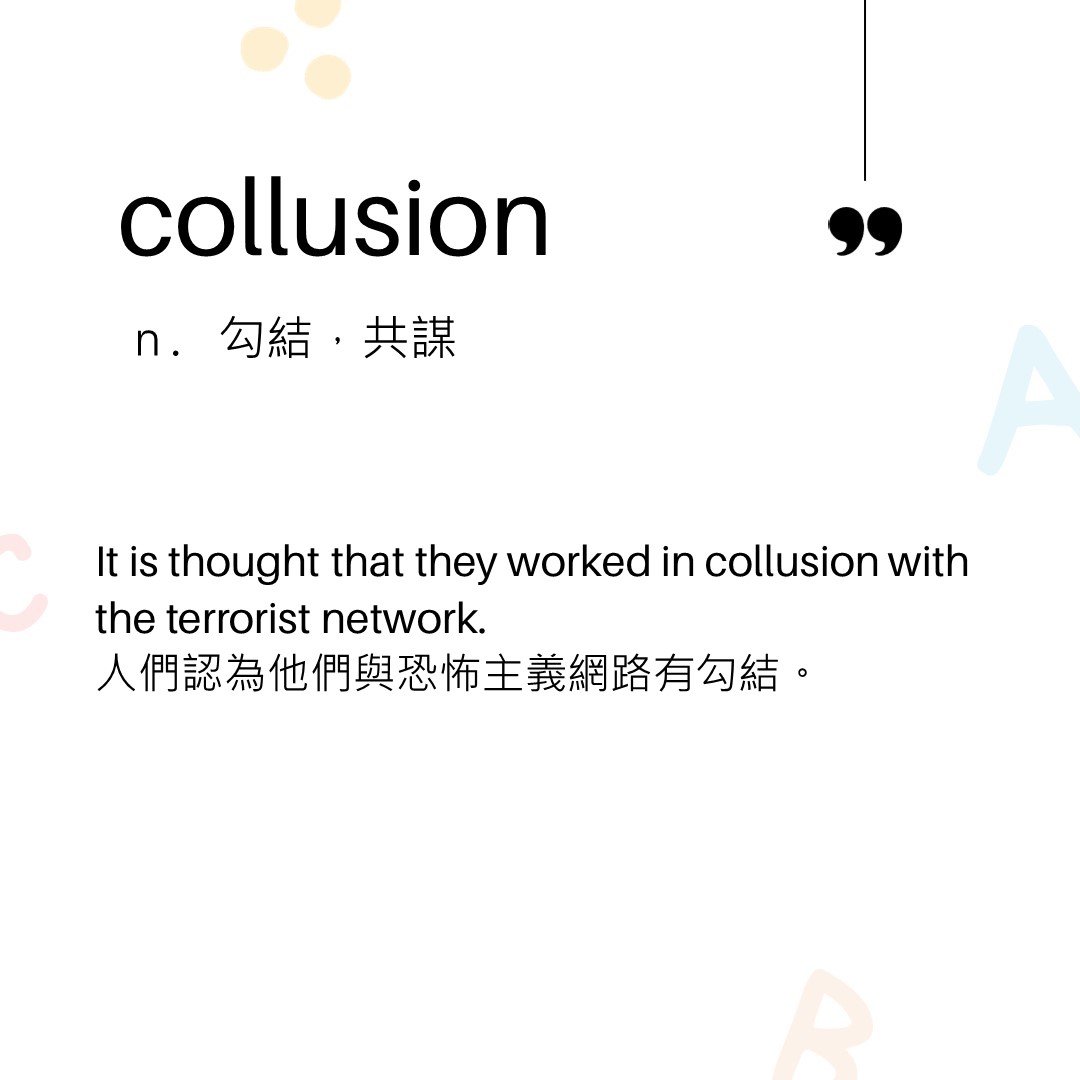 collusion
”
n. 勾結，共謀
A
C
It is thought that they worked in collusion with
the terrorist network.
人們認為他們與恐怖主義網路有勾結。
B